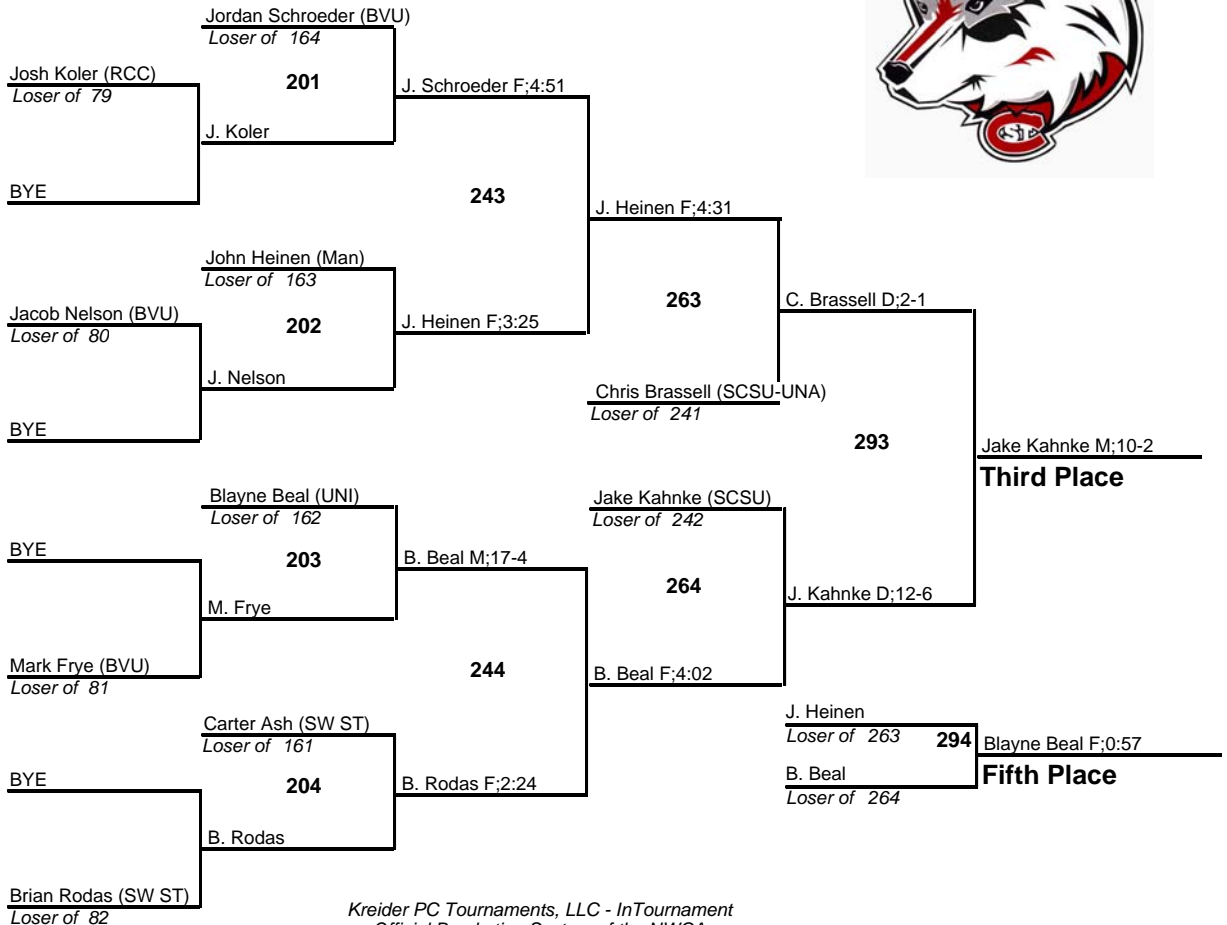 Jordan Schroeder (BVU)
Loser of 164
Josh Koler (RCC)
Loser of 79
201
J. Schroeder F;4:51
J. Koler
BYE
243
J. Heinen F;4:31
John Heinen (Man)
Loser of 163
263
C. Brassell D;2-1
Jacob Nelson (BVU)
Loser of 80
202
J. Heinen F;3:25
J. Nelson
Chris Brassell (SCSU-UNA)
Loser of 241
BYE
293
Jake Kahnke M;10-2
Third Place
Blayne Beal (UNI)
Loser of 162
Jake Kahnke (SCSU)
Loser of 242
BYE
203
B. Beal M;17-4
264
J. Kahnke D;12-6
M. Frye
Mark Frye (BVU)
Loser of 81
244
B. Beal F;4:02
Carter Ash (SW ST)
Loser of 161
J. Heinen
Loser of 263
294
Blayne Beal F;0:57
Fifth Place
BYE
204
B. Rodas F;2:24
B. Beal
Loser of 264
B. Rodas
Brian Rodas (SW ST)
Loser of 82
Kreider PC Tournaments, LLC - InTournament